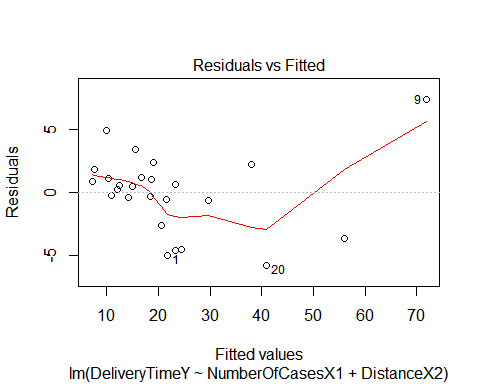 Residuals vs Fitted
Residuals
5
0
-5
9
1
20
10 20 30 40 50 60 70
Fitted values
lm(DeliveryTimeY ~ NumberOfCasesX1 + DistanceX2)